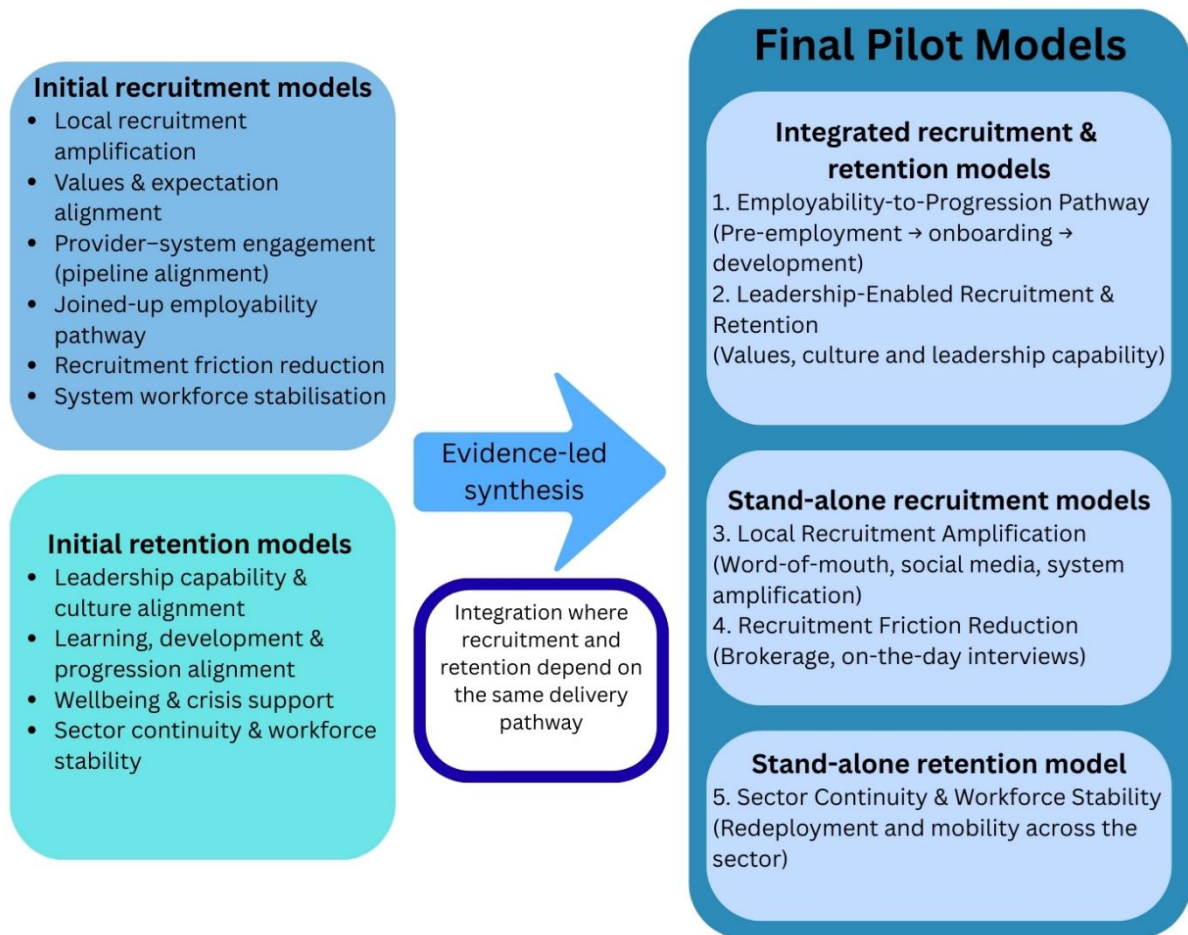 Initial recruitment models
• Local recruitment
amplification
• Values & expectation
alignment
• Provider–system engagement
(pipeline alignment)
• Joined-up employability
pathway
• Recruitment friction reduction
• System workforce stabilisation
Initial retention models
• Leadership capability &
culture alignment
• Learning, development &
progression alignment
• Wellbeing & crisis support
• Sector continuity & workforce
stability
Evidence-led
synthesis
Integration where
recruitment and
retention depend on
the same delivery
pathway
Final Pilot Models
Integrated recruitment &
retention models
1. Employability-to-Progression Pathway
(Pre-employment → onboarding →
development)
2. Leadership-Enabled Recruitment &
Retention
(Values, culture and leadership capability)
Stand-alone recruitment models
3. Local Recruitment Amplification
(Word-of-mouth, social media, system
amplification)
4. Recruitment Friction Reduction
(Brokerage, on-the-day interviews)
Stand-alone retention model
5. Sector Continuity & Workforce Stability
(Redeployment and mobility across the
sector)